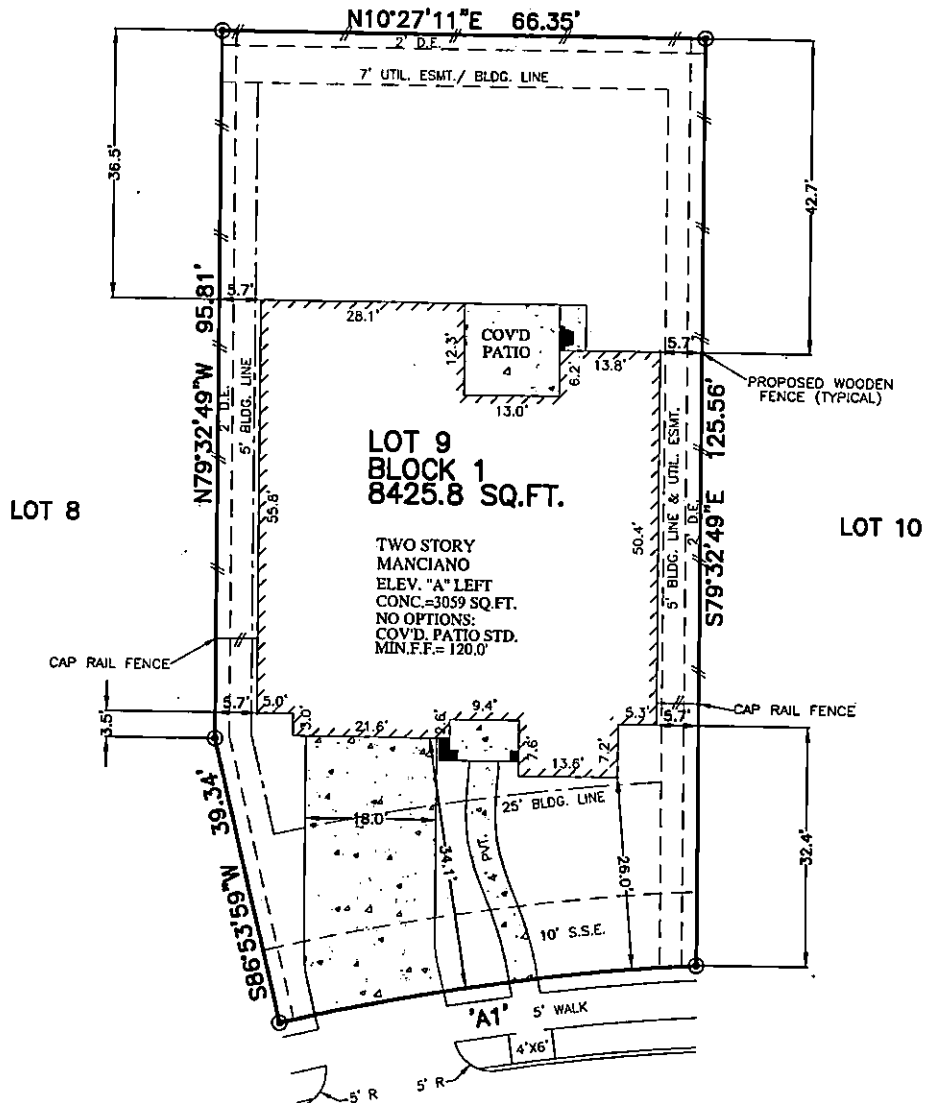 N10°27'11"E 66.35'
2' D.E.
7' UTIL. ESMT./ BLDG. LINE
36.5'
42.7'
N79°32'49"W 95.81'
5.7'
28.1'
12.3'
COV'D
PATIO
6.2'
13.8'
5.7'
13.0'
PROPOSED WOODEN
FENCE (TYPICAL)
2' D.E.
5' BLDG. LINE
LOT 9
BLOCK 1
8425.8 SQ.FT.
55.8'
50.4'
5' BLDG. LINE & UTIL. ESMT.
2' D.E.
S79°32'49"E 125.56'
LOT 8
LOT 10
TWO STORY
MANCIANO
ELEV. "A" LEFT
CONC.=3059 SQ.FT.
NO OPTIONS:
COV'D. PATIO STD.
MIN.F.F.= 120.0'
CAP RAIL FENCE
CAP RAIL FENCE
3.5'
5.7'
5.0'
3.0'
21.6'
2.6'
9.4'
7.6'
13.6'
7.2'
5.3'
5.7'
25' BLDG. LINE
18.0'
34.1'
4' PVT.
26.0'
32.4'
S86°53'59"W 39.34'
10' S.S.E.
'A1'
5' WALK
4'X6'
5' R
5' R